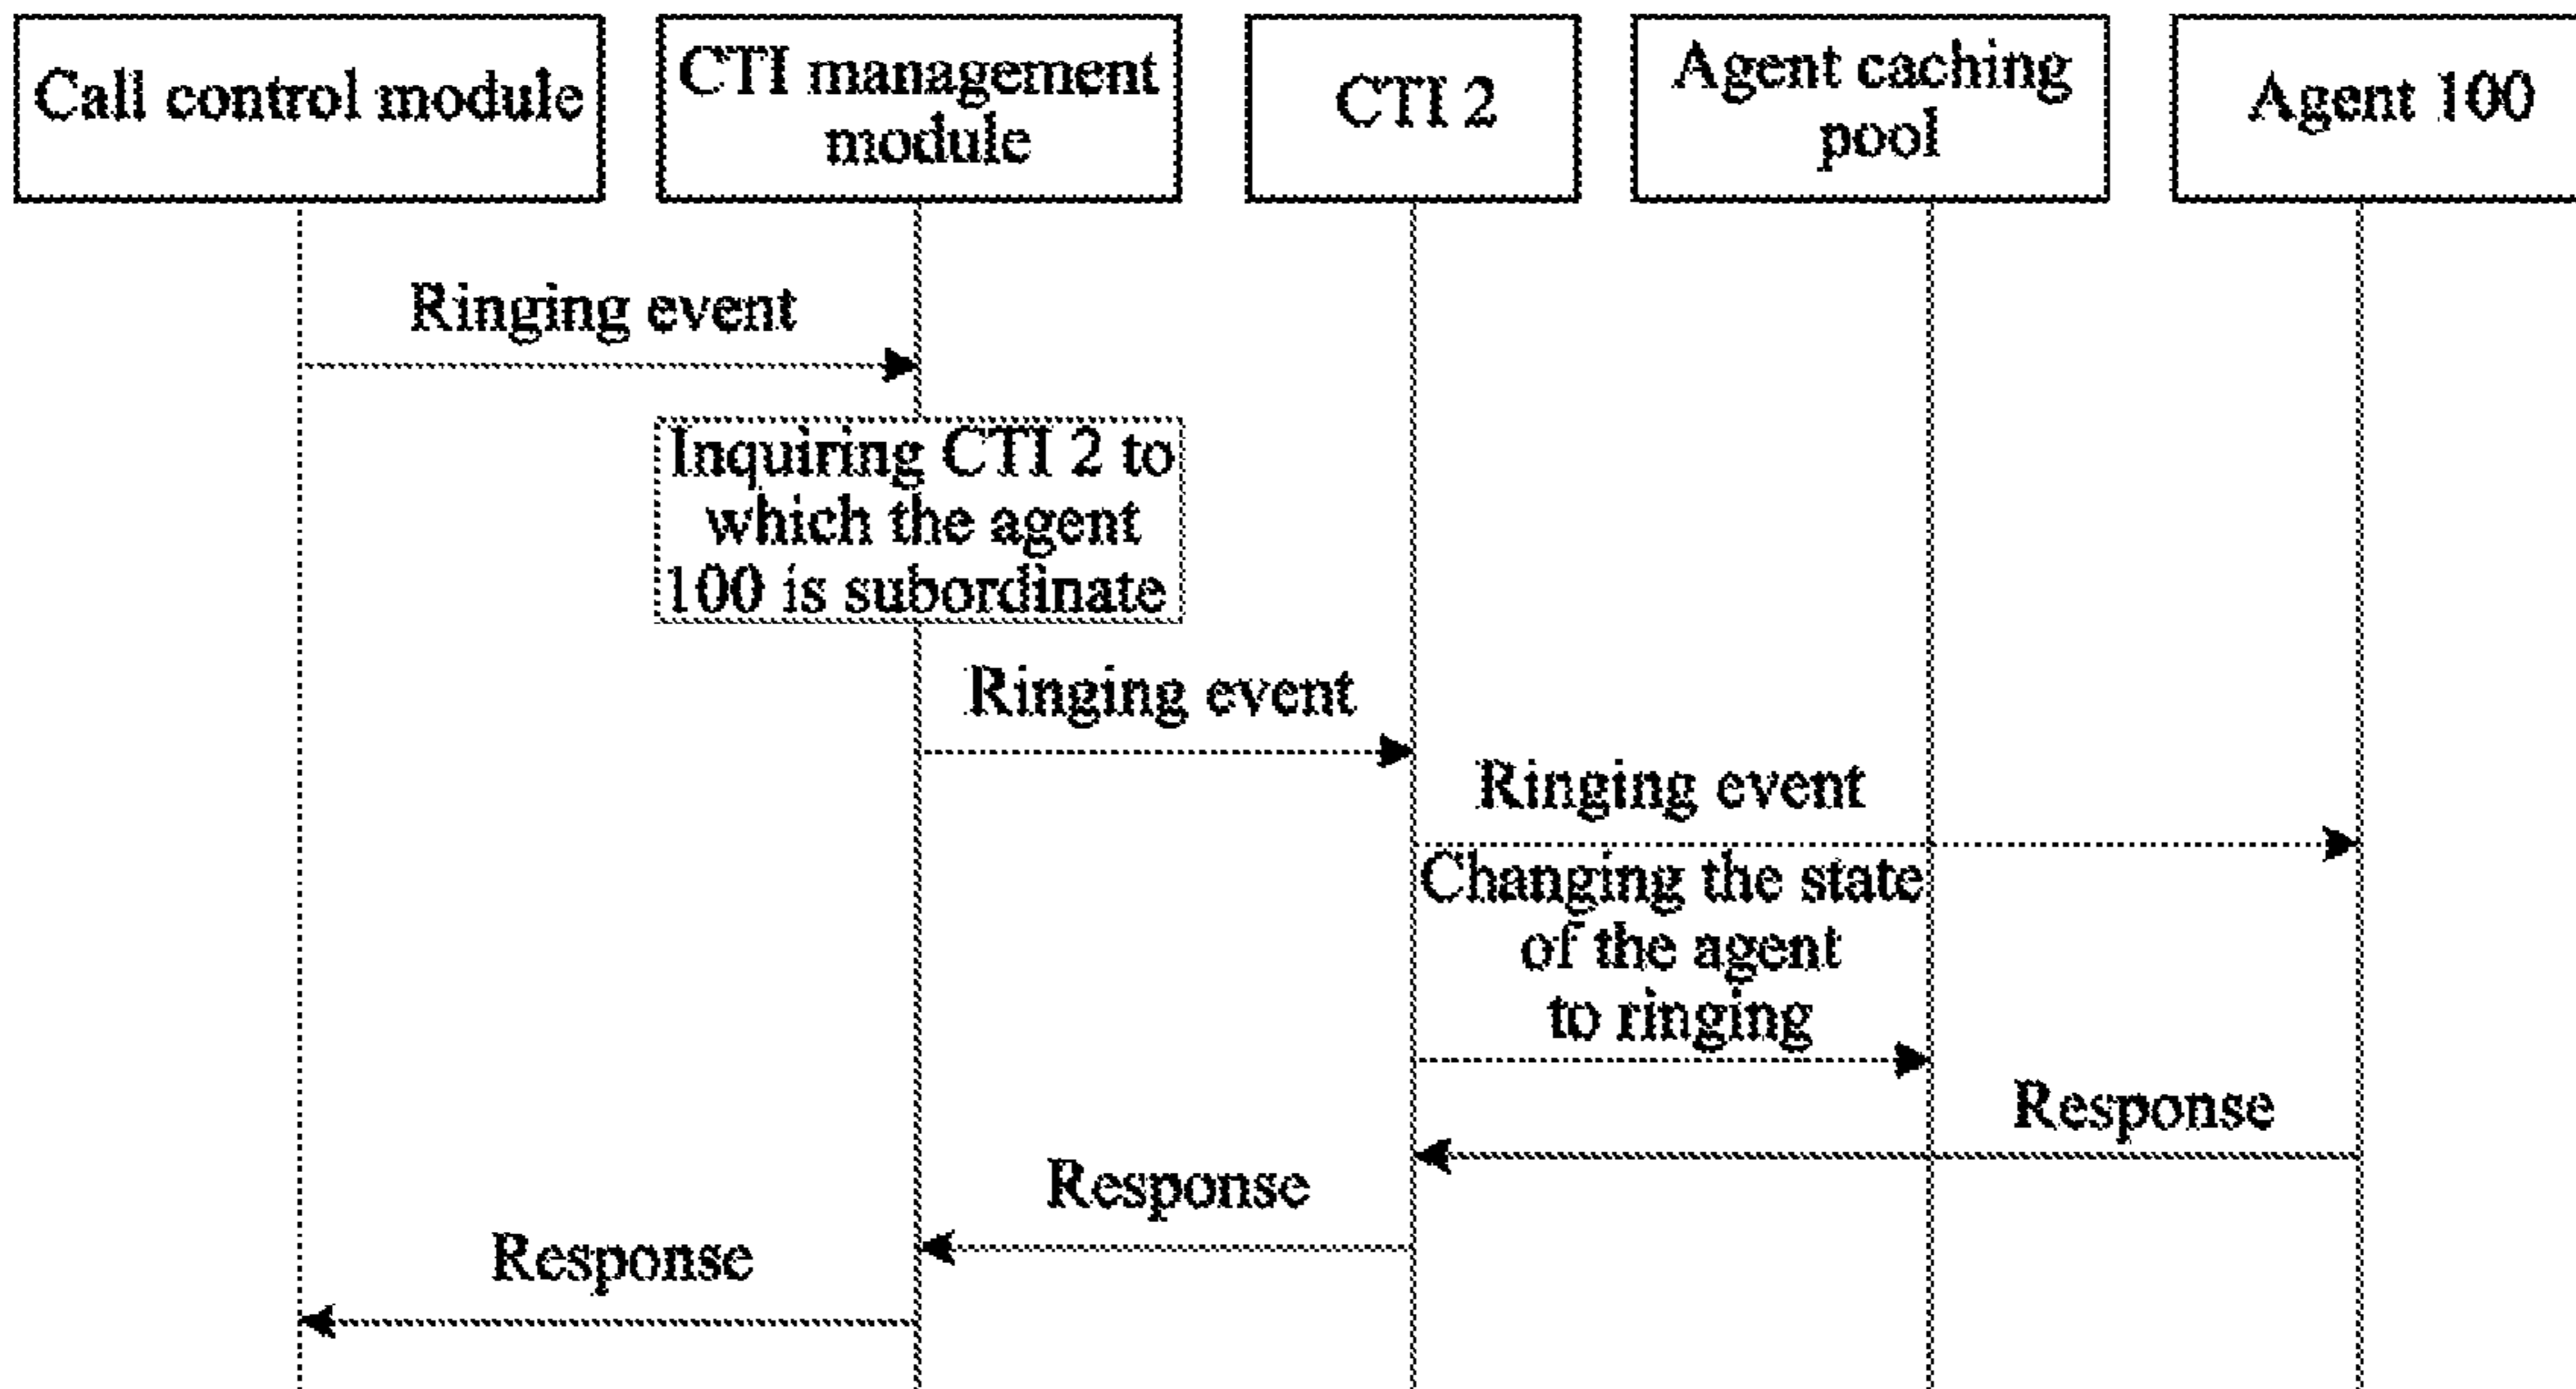 Call control module
CTI management
module
CTI 2
Agent caching
pool
Agent 100
Ringing event
Inquiring CTI 2 to
which the agent
100 is subordinate
Ringing event
Ringing event
Changing the state
of the agent
to ringing
Response
Response
Response